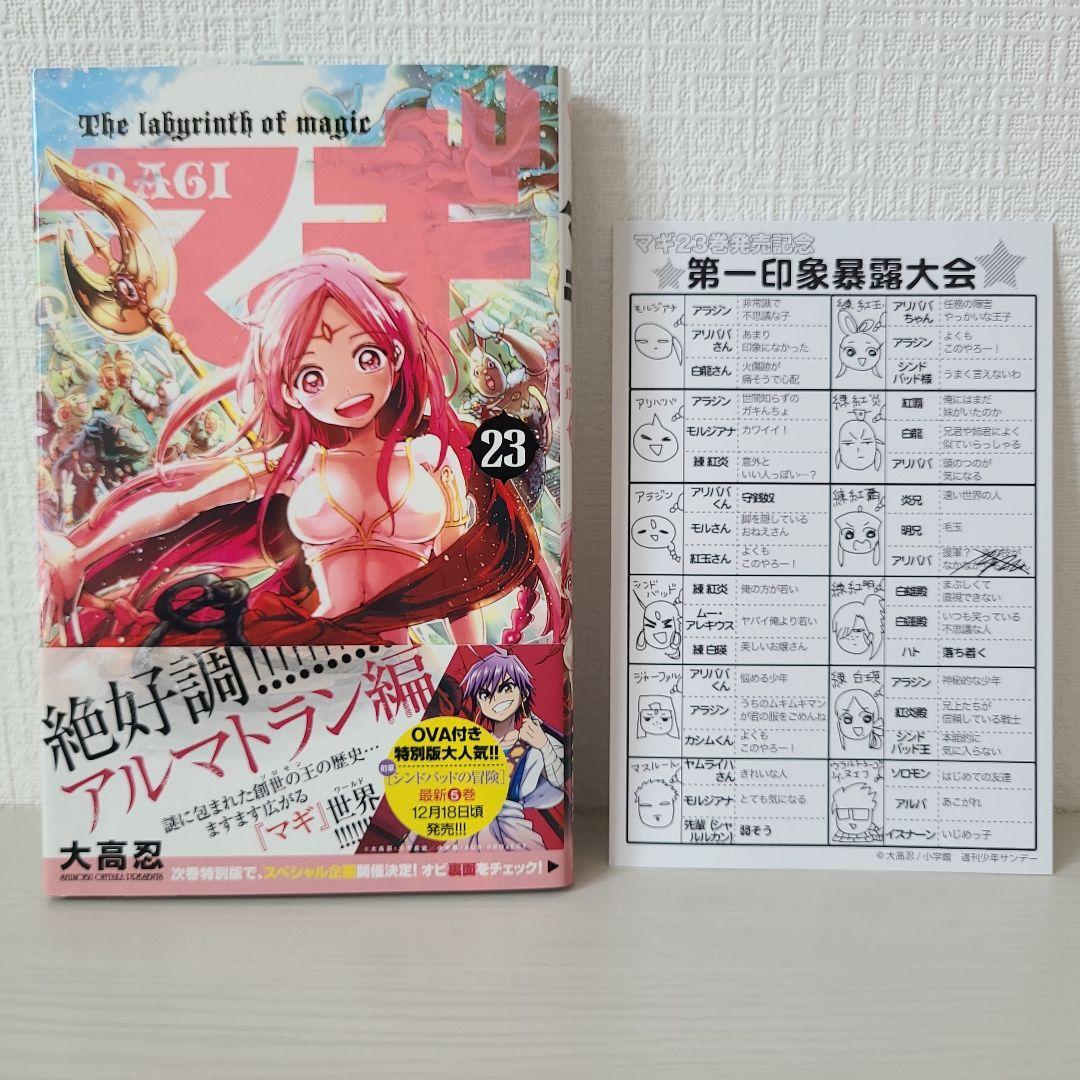 The labyrinth of magic
MAGI
マギ
23
絶好調!!!!!!!!!!!
アルマトラン編
謎に包まれた創世の王の歴史…
ソロモン
ますます広がる
『マギ』世界
ワールド
!!!!!!
OVA付き
特別版大人気!!
前章
『シンドバッドの冒険』
最新5巻
12月18日頃
発売!!!
大高忍
SHINOBU OHTAKA PRESENTS
次巻特別版で、スペシャル企画開催決定! オビ裏面をチェック!
マギ23巻発売記念
第一印象暴露大会
モルジアナ
アラジン
非常識で
不思議な子
アリババ
さん
あまり
印象になかった
白龍さん
火傷跡が
痛そうで心配
練 紅玉
アリババ
ちゃん
任務の障害
やっかいな王子
アラジン
よくも
このやろー!
シンド
バッド様
うまく言えないわ
アリババ
アラジン
世間知らずの
ガキんちょ
モルジアナ
カワイイ!
練 紅炎
意外と
いい人っぽい…?
練 紅炎
紅覇
俺にはまだ
妹がいたのか
白龍
兄君や姉君によく
似ていらっしゃる
アリババ
頭のつのが
気になる
アラジン
アリババ
くん
守銭奴
モルさん
脚を隠している
おねえさん
紅玉さん
よくも
このやろー!
練 紅覇
炎兄
遠い世界の人
明兄
毛玉
アリババ
援軍?
なかなか
シンド
バッド
練 紅炎
俺の方が若い
ムー・
アレキウス
ヤバイ俺より若い
練 白瑛
美しいお嬢さん
練 紅明
白雄殿
まぶしくて
直視できない
白蓮殿
いつも笑っている
不思議な人
ハト
落ち着く
ジャーファル
アリババ
くん
悩める少年
アラジン
うちのムキムキマン
が君の服をごめんね
カシムくん
よくも
このやろー!
練 白瑛
アラジン
神秘的な少年
紅炎殿
兄上たちが
信頼している戦士
シンド
バッド王
本能的に
気に入らない
マスルール
ヤムライハ
さん
きれいな人
モルジアナ
とても気になる
先輩(シャ
ルルカン)
弱そう
ソロモン
はじめての友達
アルバ
あこがれ
イスナーン
いじめっ子
©大高忍/小学館 週刊少年サンデー